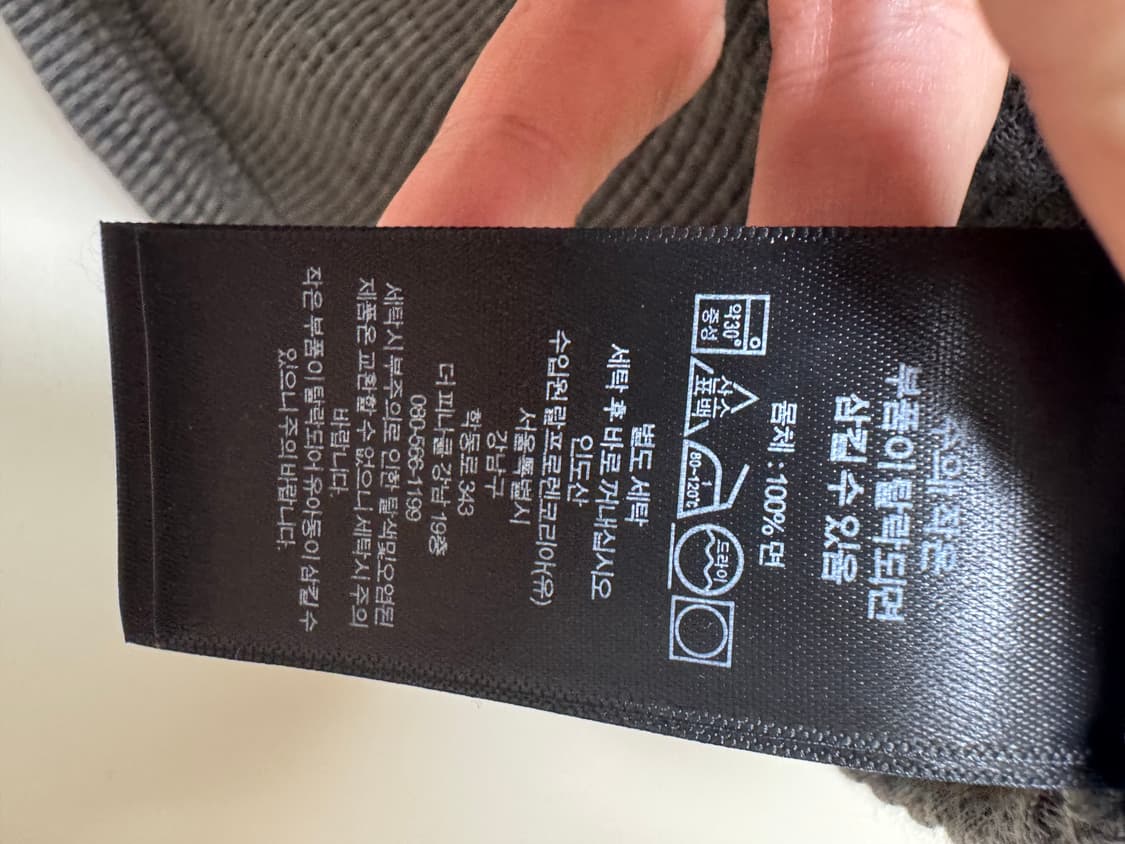 주의! 작은
부품이 탈락되면
삼킬 수 있음
몸체 : 100% 면
약30°
중성
산소
표백
80~120℃
드라이
별도 세탁
세탁 후 바로 꺼내십시오
인도산
수입원 랄프로렌코리아(유)
서울특별시
강남구
학동로 343
더 피나클 강남 19층
080-566-1199
세탁시 부주의로 인한 탈색및오염된
제품은 교환할 수 없으니 세탁시 주의
바랍니다.
작은 부품이 탈락되어 유아동이 삼킬 수
있으니 주의 바랍니다.